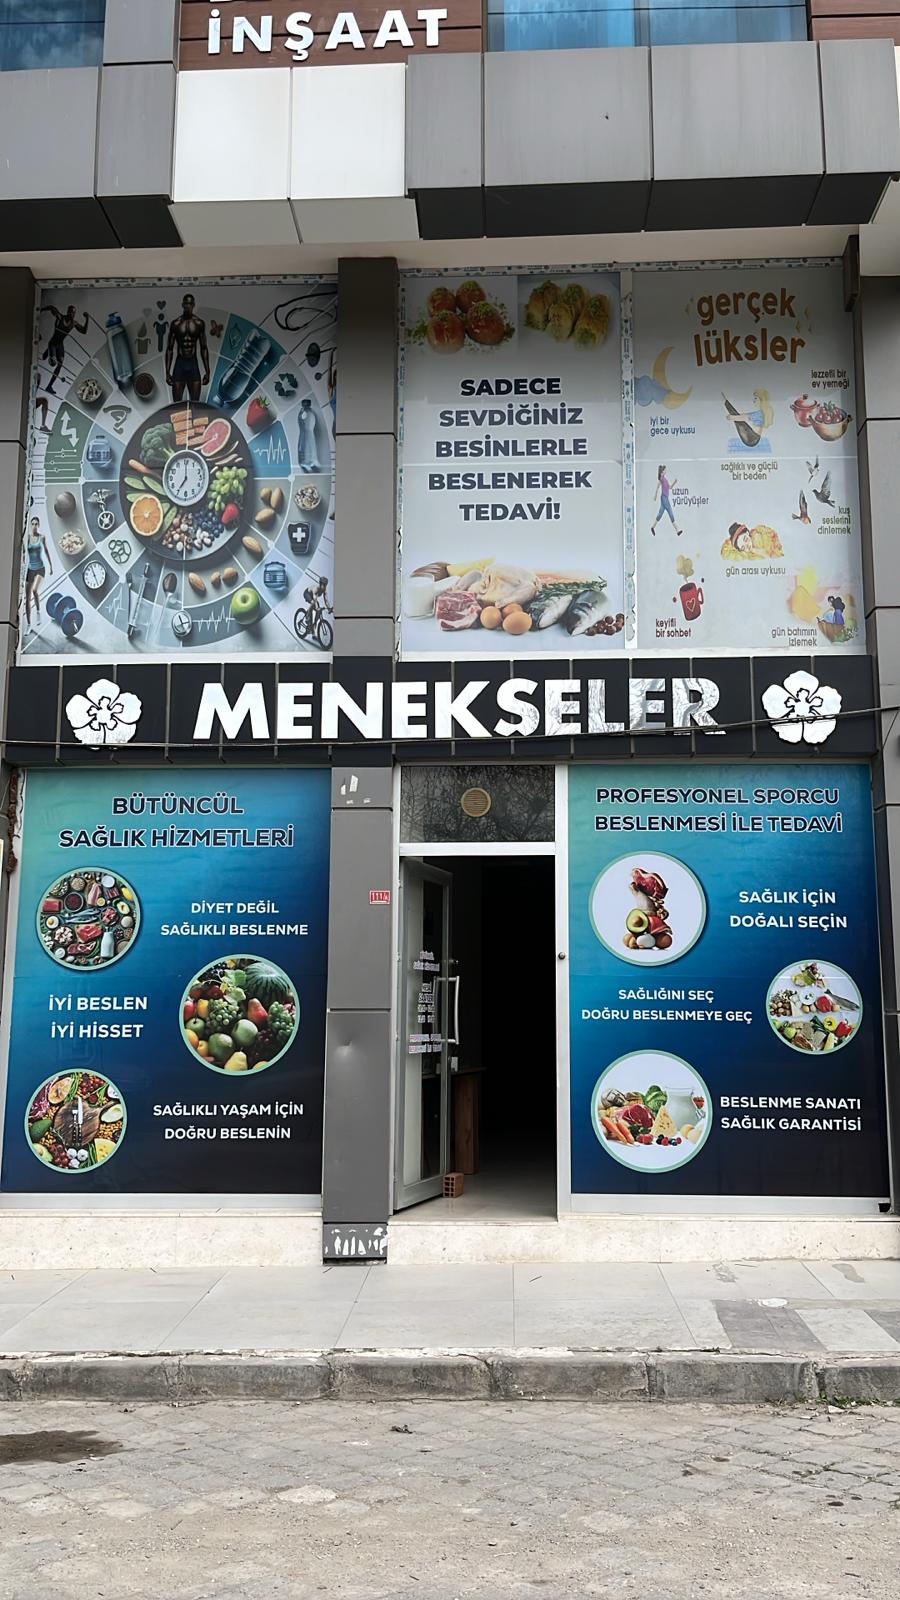 İNŞAAT
SADECE
SEVDİĞİNİZ
BESİNLERLE
BESLENEREK
TEDAVİ!
gerçek
lüksler
lezzetli bir
ev yemeği
iyi bir
gece uykusu
sağlıklı ve güçlü
bir beden
uzun
yürüyüşler
kuş
seslerini
dinlemek
gün arası uykusu
keyifli
bir sohbet
gün batımını
izlemek
MENEKŞELER
BÜTÜNCÜL
SAĞLIK HİZMETLERİ
DİYET DEĞİL
SAĞLIKLI BESLENME
İYİ BESLEN
İYİ HİSSET
SAĞLIKLI YAŞAM İÇİN
DOĞRU BESLENİN
111/A
PROFESYONEL SPORCU
BESLENMESİ İLE TEDAVİ
SAĞLIK İÇİN
DOĞALI SEÇİN
SAĞLIĞINI SEÇ
DOĞRU BESLENMEYE GEÇ
BESLENME SANATI
SAĞLIK GARANTİSİ